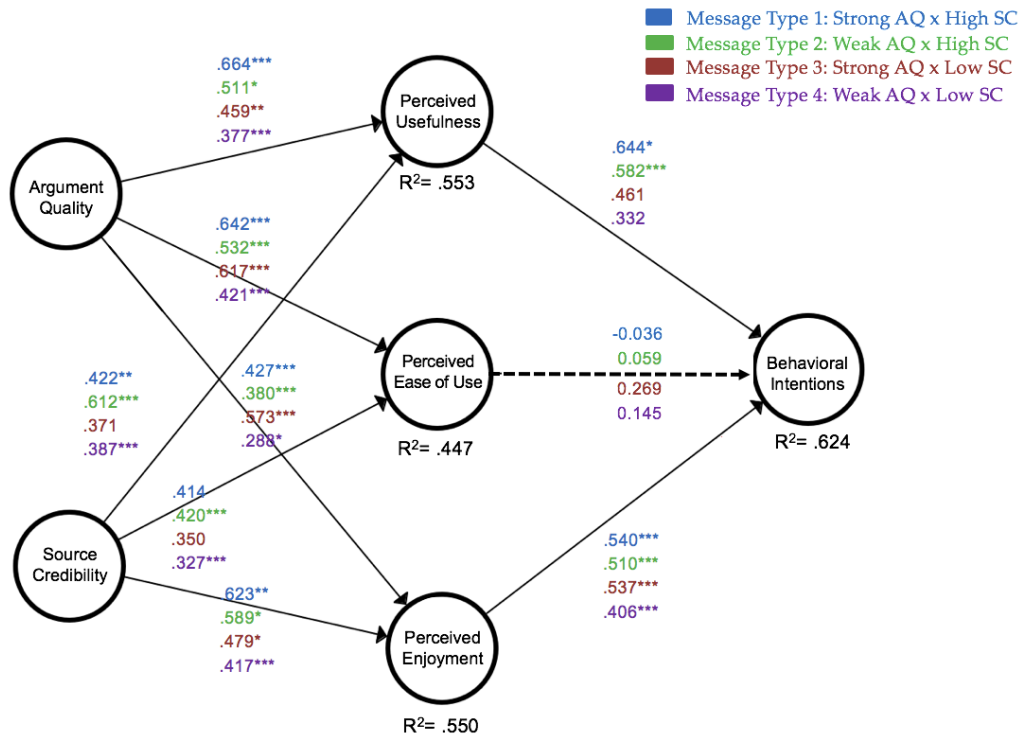 Message Type 1: Strong AQ x High SC
Message Type 2: Weak AQ x High SC
Message Type 3: Strong AQ x Low SC
Message Type 4: Weak AQ x Low SC
.664***
.511*
.459**
.377***
Perceived
Usefulness
R²= .553
Argument
Quality
.644*
.582***
.461
.332
.642***
.532***
.617***
.421***
-0.036
0.059
0.269
0.145
Perceived
Ease of Use
R²= .447
Behavioral
Intentions
R²= .624
.422**
.612***
.371
.387***
.427***
.380***
.573***
.288*
.414
.420***
.350
.327***
Source
Credibility
.540***
.510***
.537***
.406***
.623**
.589*
.479*
.417***
Perceived
Enjoyment
R²= .550